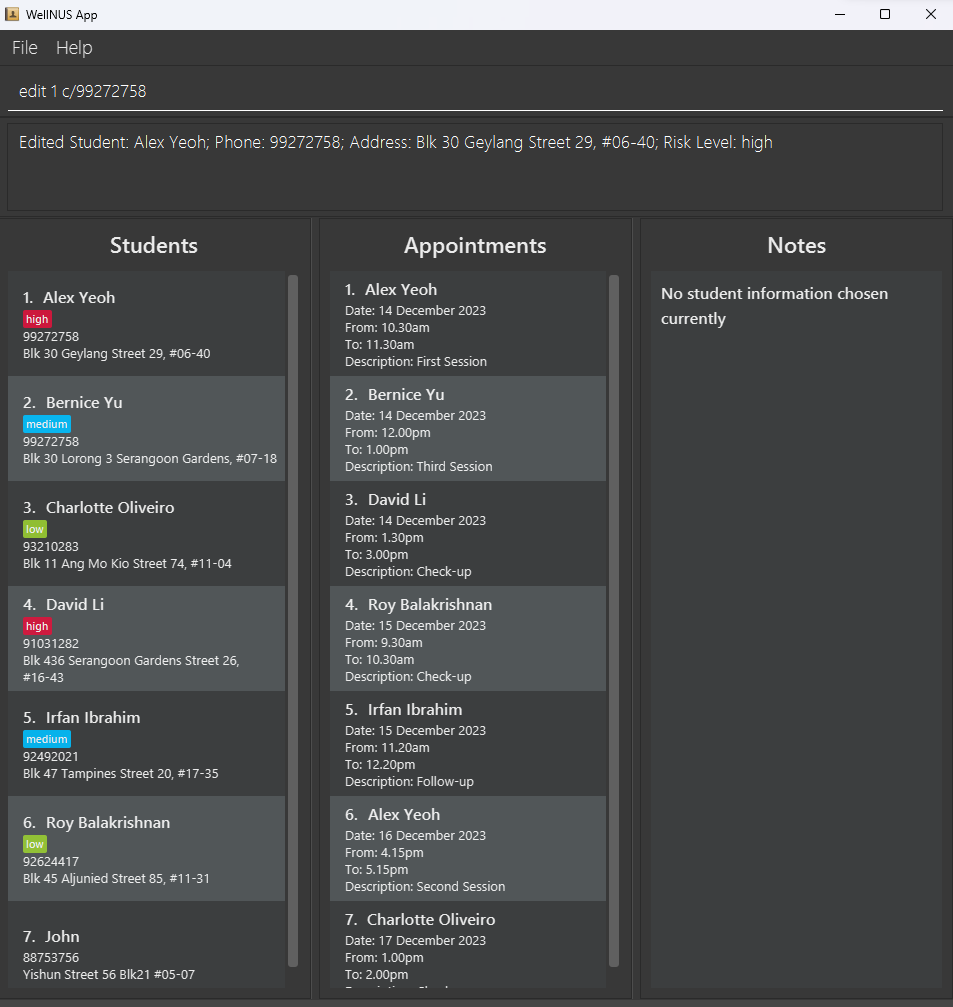 WellNUS App
File Help
edit 1 c/99272758
Edited Student: Alex Yeoh; Phone: 99272758; Address: Blk 30 Geylang Street 29, #06-40; Risk Level: high
Students
1. Alex Yeoh
high
99272758
Blk 30 Geylang Street 29, #06-40
2. Bernice Yu
medium
99272758
Blk 30 Lorong 3 Serangoon Gardens, #07-18
3. Charlotte Oliveiro
low
93210283
Blk 11 Ang Mo Kio Street 74, #11-04
4. David Li
high
91031282
Blk 436 Serangoon Gardens Street 26,
#16-43
5. Irfan Ibrahim
medium
92492021
Blk 47 Tampines Street 20, #17-35
6. Roy Balakrishnan
low
92624417
Blk 45 Aljunied Street 85, #11-31
7. John
88753756
Yishun Street 56 Blk21 #05-07
Appointments
1. Alex Yeoh
Date: 14 December 2023
From: 10.30am
To: 11.30am
Description: First Session
2. Bernice Yu
Date: 14 December 2023
From: 12.00pm
To: 1.00pm
Description: Third Session
3. David Li
Date: 14 December 2023
From: 1.30pm
To: 3.00pm
Description: Check-up
4. Roy Balakrishnan
Date: 15 December 2023
From: 9.30am
To: 10.30am
Description: Check-up
5. Irfan Ibrahim
Date: 15 December 2023
From: 11.20am
To: 12.20pm
Description: Follow-up
6. Alex Yeoh
Date: 16 December 2023
From: 4.15pm
To: 5.15pm
Description: Second Session
7. Charlotte Oliveiro
Date: 17 December 2023
From: 1.00pm
To: 2.00pm
Notes
No student information chosen
currently